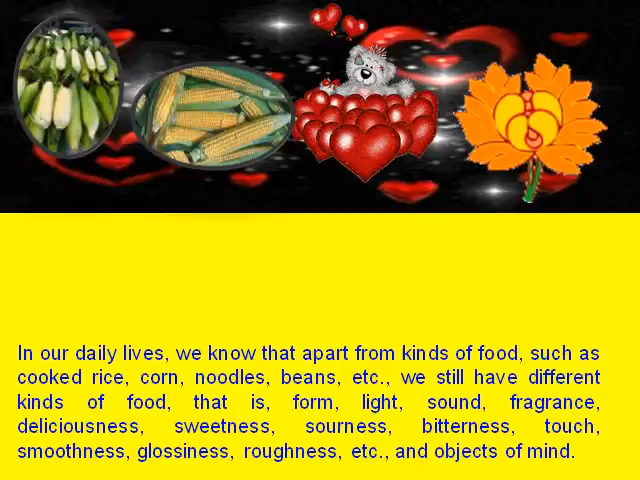 In our daily lives, we know that apart from kinds of food, such as
cooked rice, corn, noodles, beans, etc., we still have different
kinds of food, that is, form, light, sound, fragrance,
deliciousness, sweetness, sourness, bitterness, touch,
smoothness, glossiness, roughness, etc., and objects of mind.